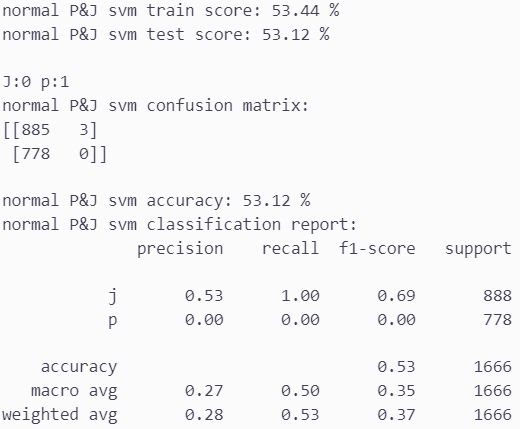 normal P&J svm train score: 53.44 %
normal P&J svm test score: 53.12 %
J:0 p:1
normal P&J svm confusion matrix:
[[885 3]
[778 0]]
normal P&J svm accuracy: 53.12 %
normal P&J svm classification report:
precision recall f1-score support
j 0.53 1.00 0.69 888
p 0.00 0.00 0.00 778
accuracy 0.53 1666
macro avg 0.27 0.50 0.35 1666
weighted avg 0.28 0.53 0.37 1666